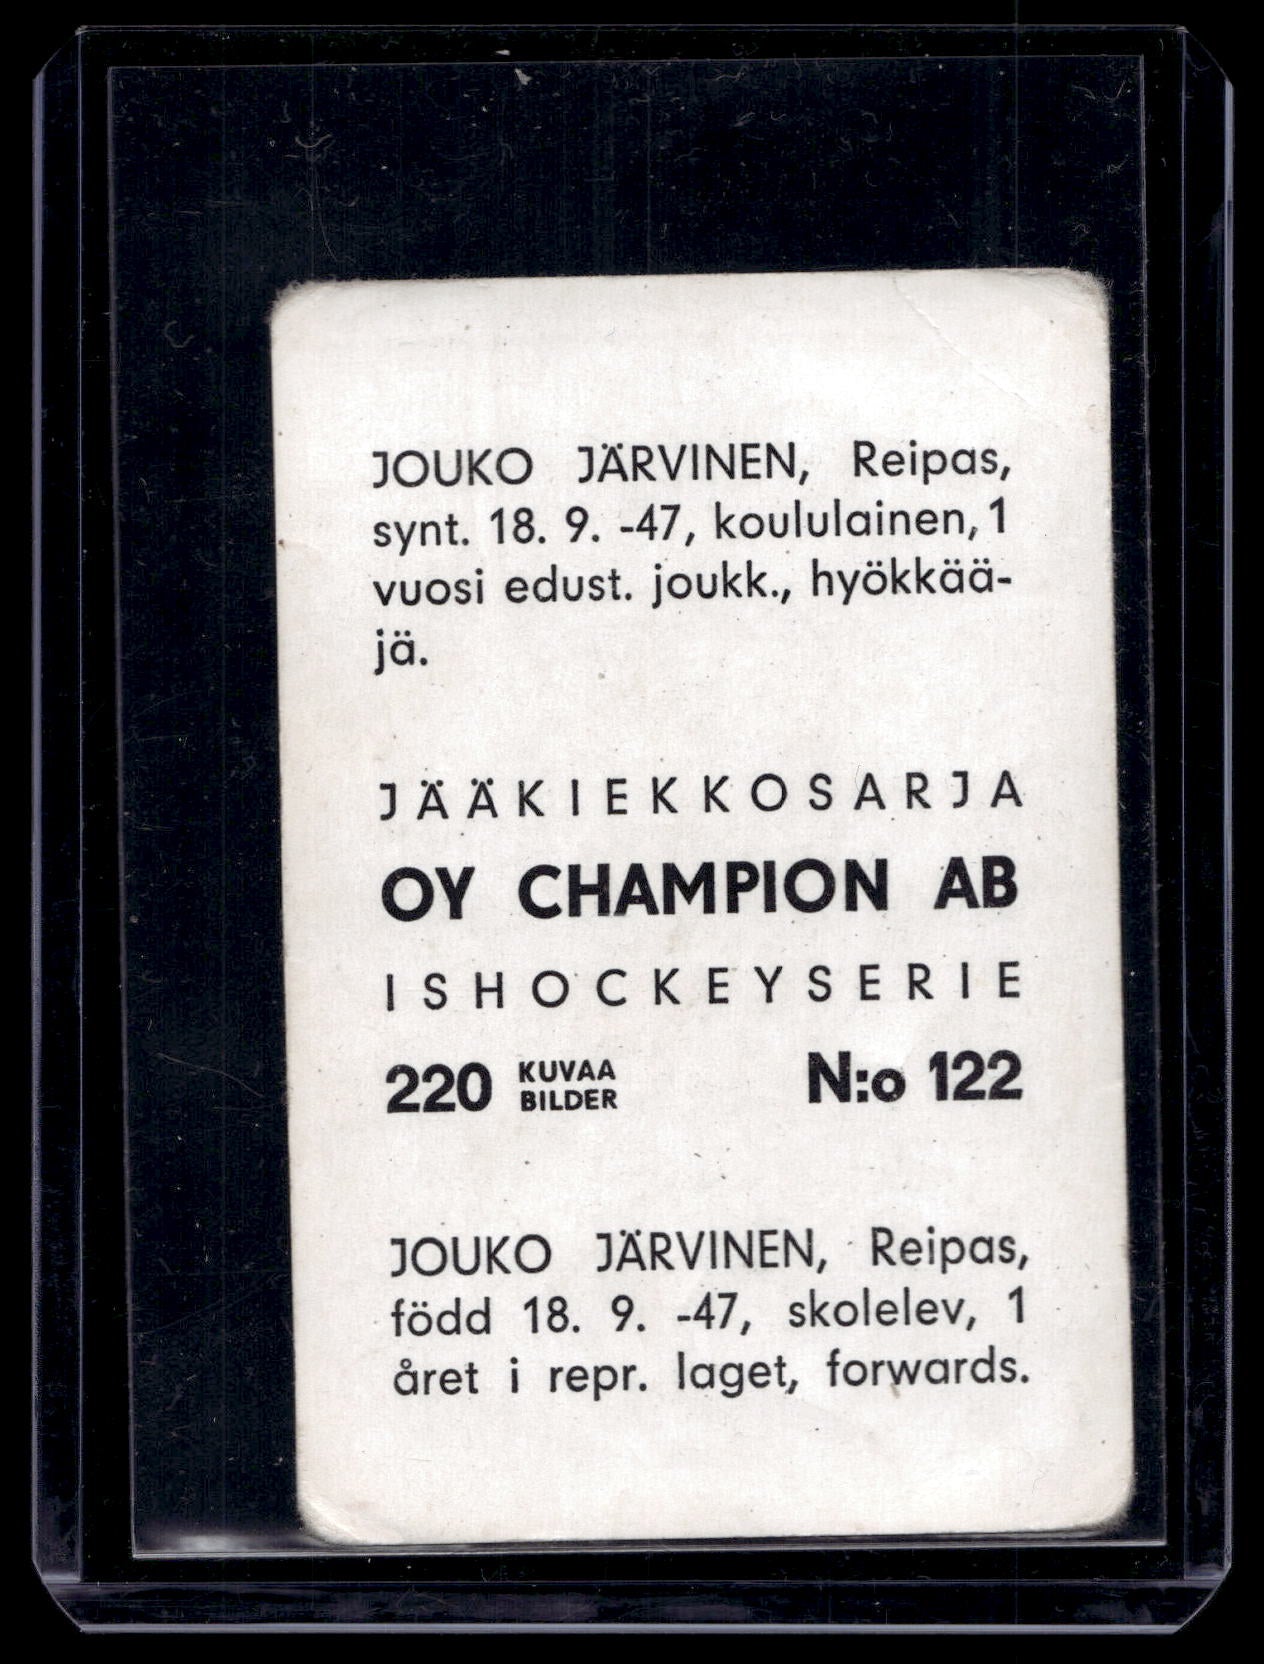 JOUKO JÄRVINEN, Reipas,
synt. 18. 9. -47, koululainen, 1
vuosi edust. joukk., hyökkää-
jä.
JÄÄKIEKKOSARJA
OY CHAMPION AB
ISHOCKEYSERIE
220 KUVAA BILDER N:o 122
JOUKO JÄRVINEN, Reipas,
född 18. 9. -47, skolelev, 1
året i repr. laget, forwards.